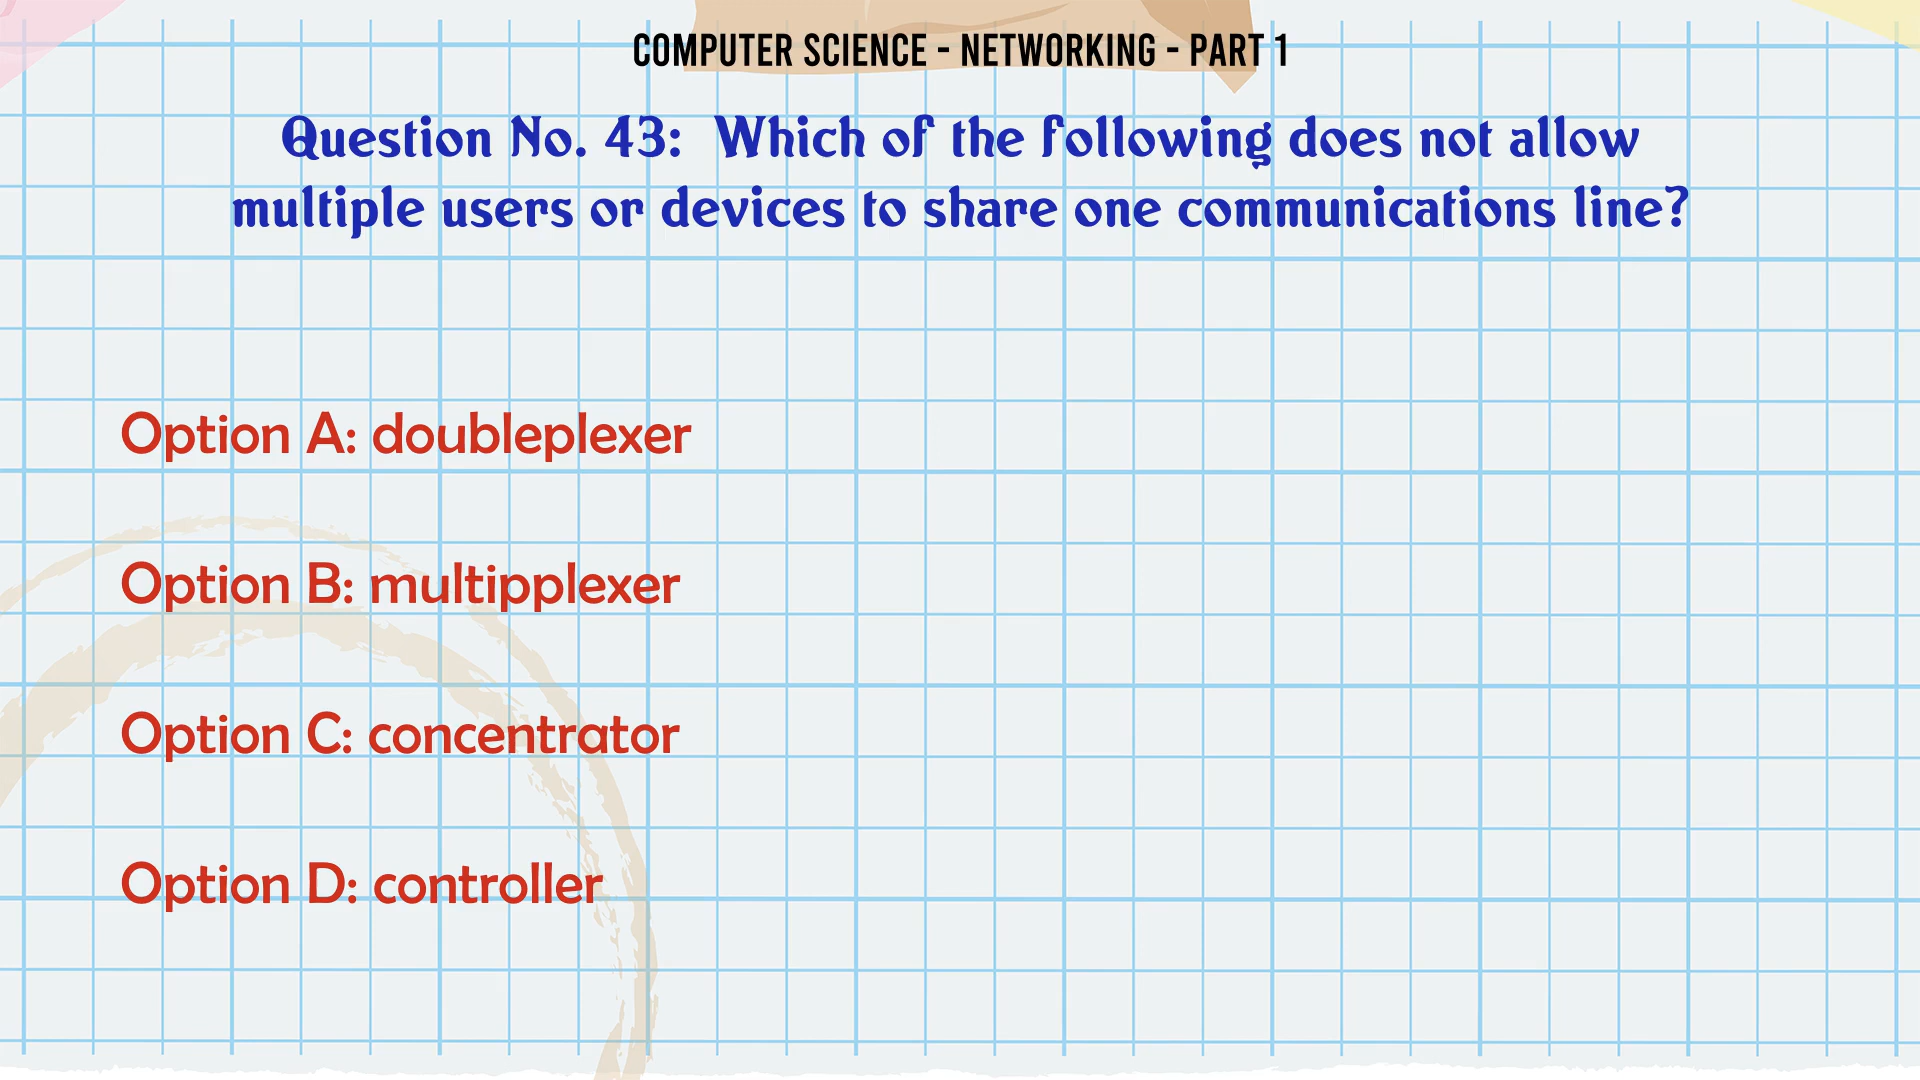 COMPUTER SCIENCE - NETWORKING - PART 1
Question No. 43: Which of the following does not allow
multiple users or devices to share one communications line?
Option A: doubleplexer
Option B: multipplexer
Option C: concentrator
Option D: controller